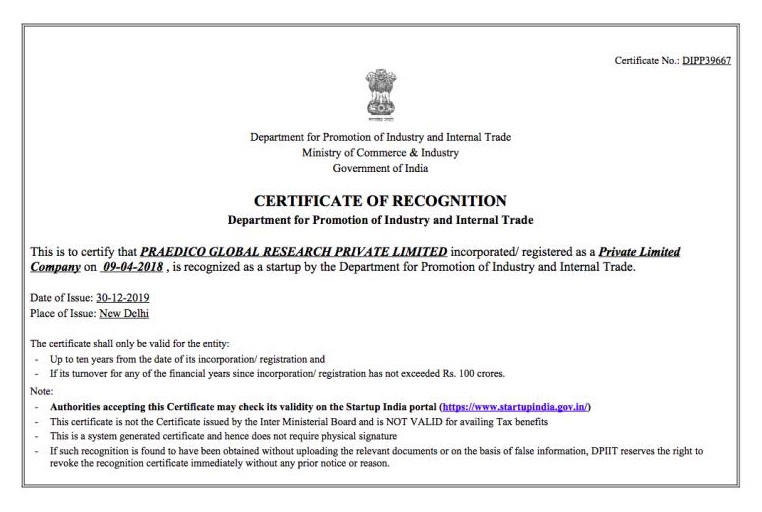 Certificate No.: DIPP39667
Department for Promotion of Industry and Internal Trade
Ministry of Commerce & Industry
Government of India
CERTIFICATE OF RECOGNITION
Department for Promotion of Industry and Internal Trade
This is to certify that PRAEDICO GLOBAL RESEARCH PRIVATE LIMITED incorporated/ registered as a Private Limited
Company on 09-04-2018 , is recognized as a startup by the Department for Promotion of Industry and Internal Trade.
Date of Issue: 30-12-2019
Place of Issue: New Delhi
The certificate shall only be valid for the entity:
- Up to ten years from the date of its incorporation/ registration and
- If its turnover for any of the financial years since incorporation/ registration has not exceeded Rs. 100 crores.
Note:
- Authorities accepting this Certificate may check its validity on the Startup India portal (https://www.startupindia.gov.in/)
- This certificate is not the Certificate issued by the Inter Ministerial Board and is NOT VALID for availing Tax benefits
- This is a system generated certificate and hence does not require physical signature
- If such recognition is found to have been obtained without uploading the relevant documents or on the basis of false information, DPIIT reserves the right to
revoke the recognition certificate immediately without any prior notice or reason.